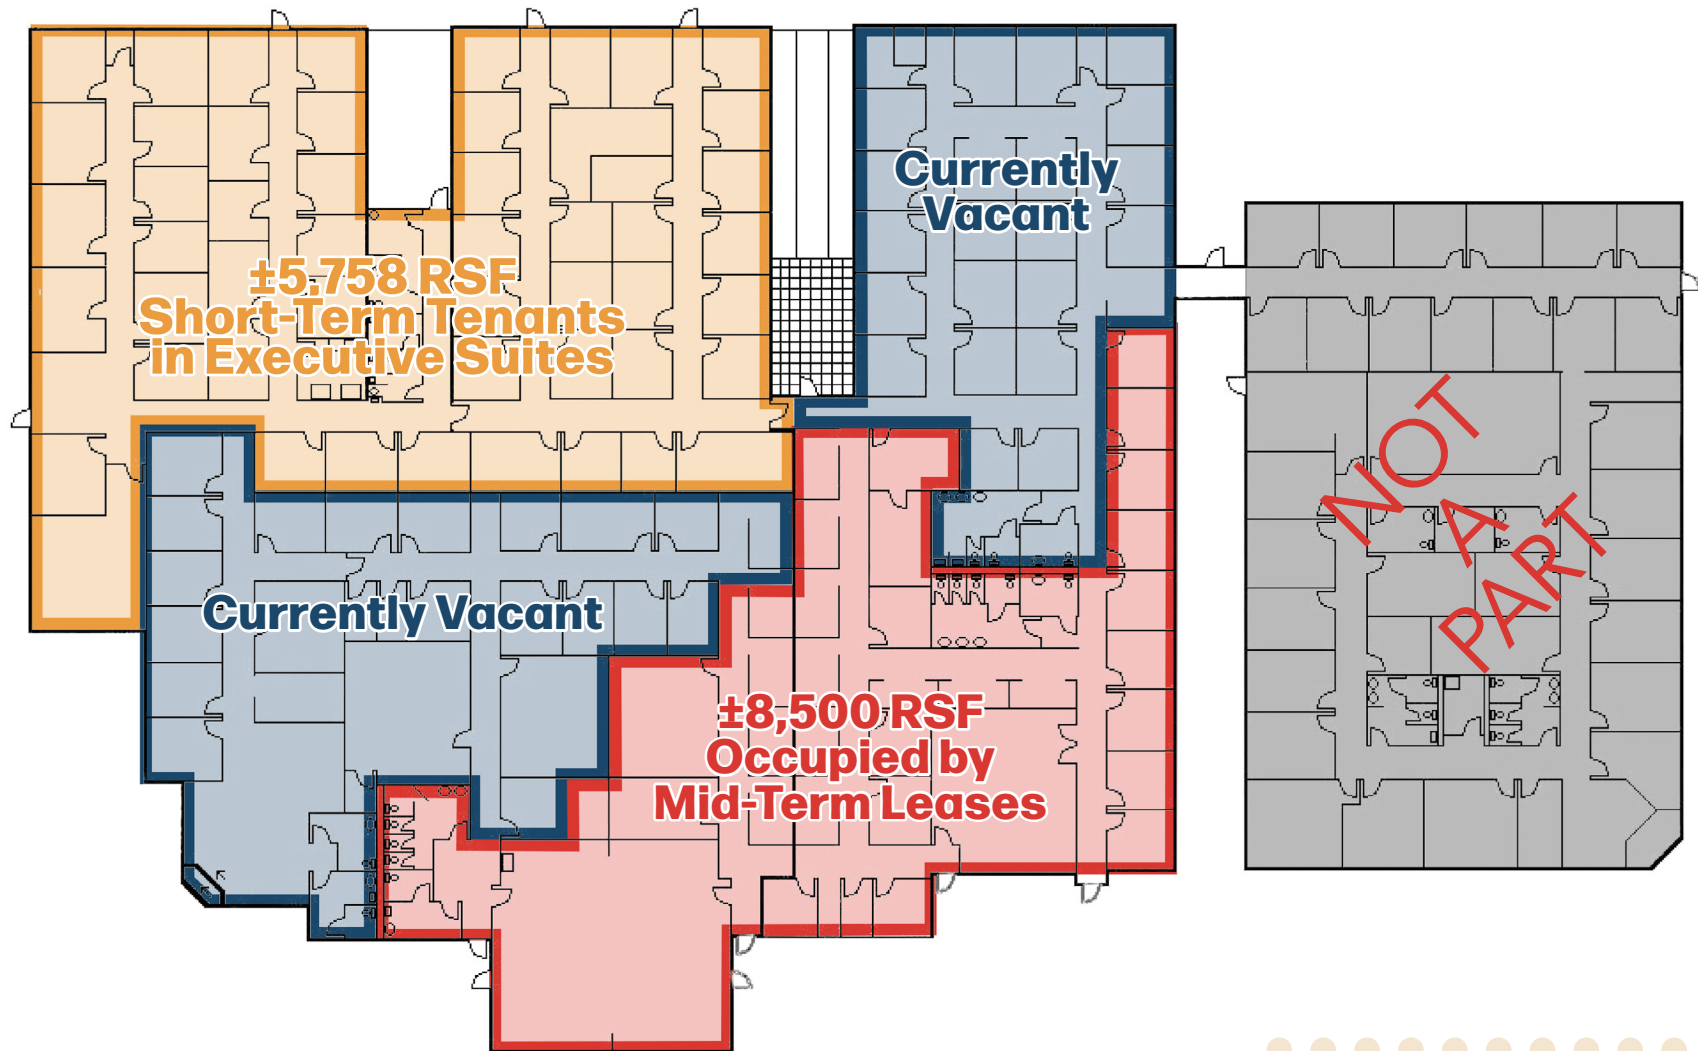 Currently
Vacant
±5,758 RSF
Short-Term Tenants
in Executive Suites
NOT
A
PART
Currently Vacant
±8,500 RSF
Occupied by
Mid-Term Leases